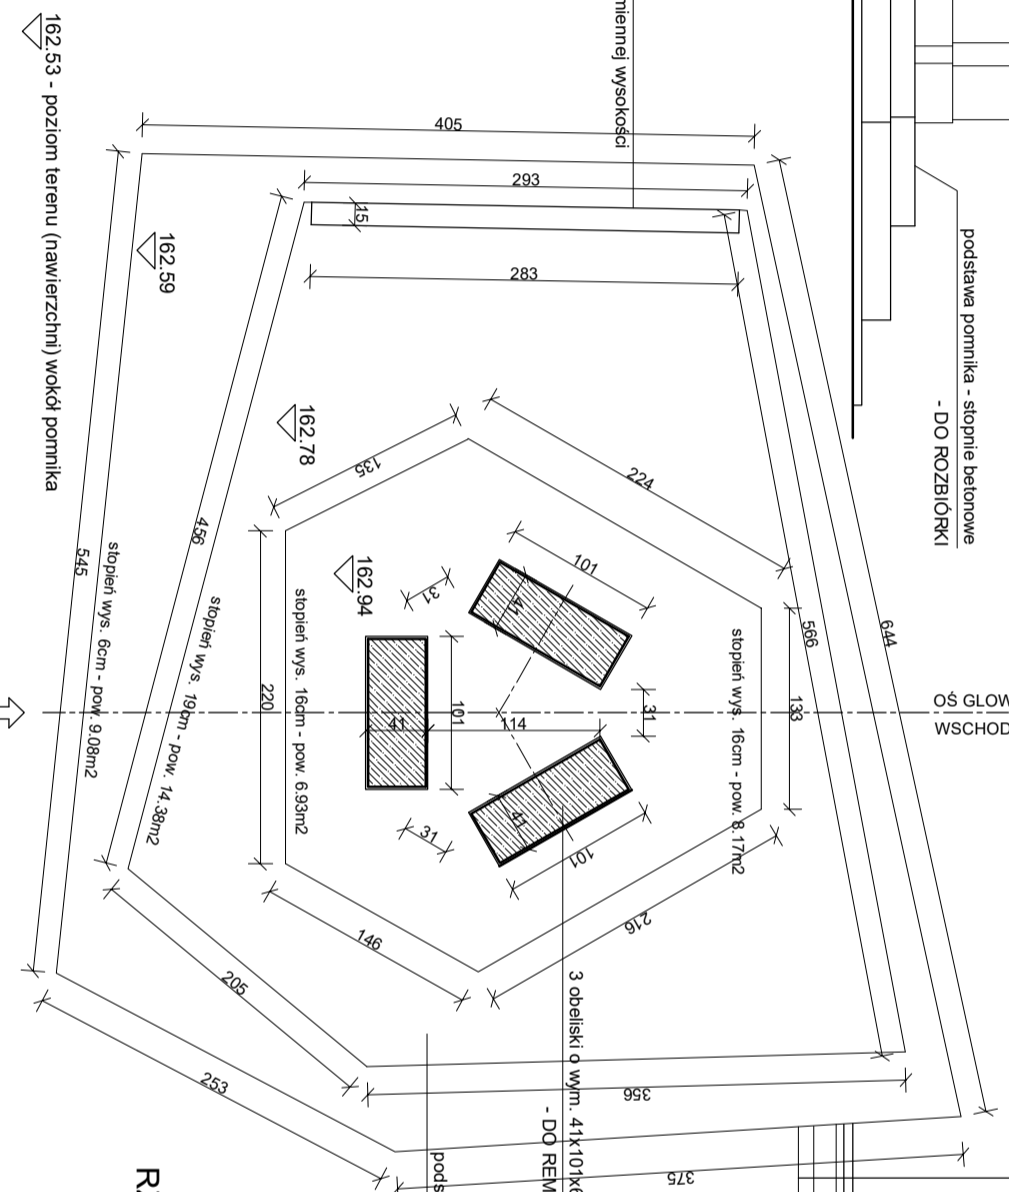 miennej wysokości
podstawa pomnika - stopnie betonowe
- DO ROZBIÓRKI
162.53 - poziom terenu (nawierzchni) wokół pomnika
405
293
15
283
162.59
162.78
162.94
135
224
101
41
31
456
545
stopień wys. 6cm - pow. 9.08m2
stopień wys. 19cm - pow. 14.38m2
stopień wys. 16cm - pow. 6.93m2
stopień wys. 16cm - pow. 8.17m2
220
41
101
114
31
133
566
644
OŚ GLOW
WSCHOD
41
101
31
216
146
205
253
3 obeliski o wym. 41x101x6
- DO REM
356
375
pods
R